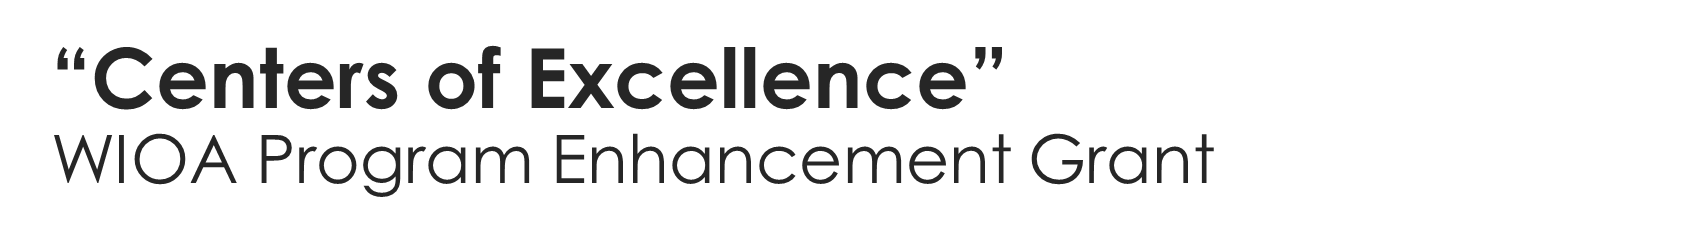 “Centers of Excellence”
WIOA Program Enhancement Grant